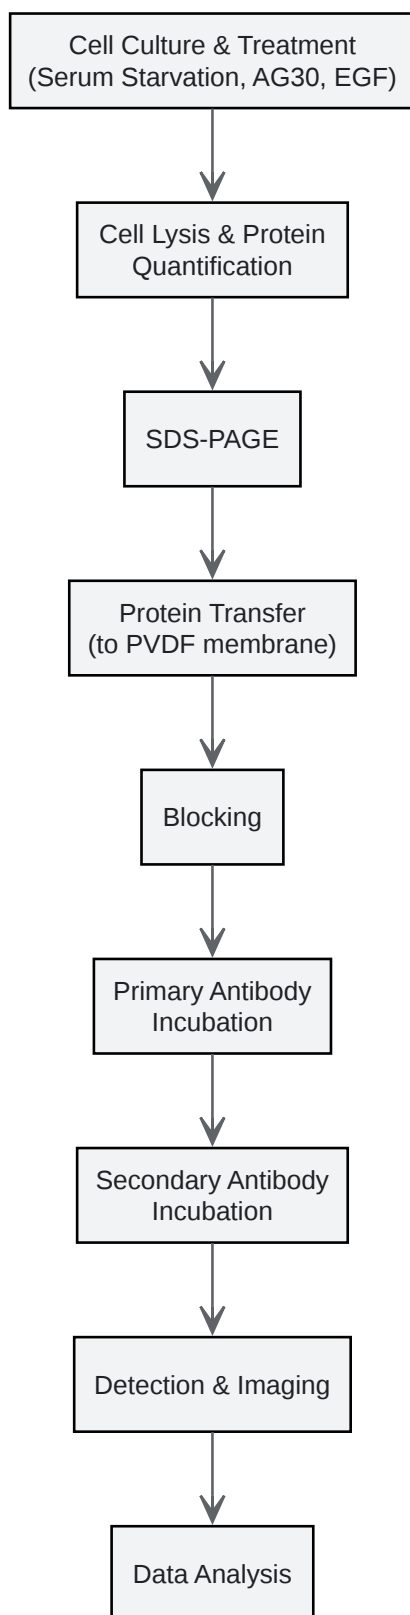 Cell Culture & Treatment
(Serum Starvation, AG30, EGF)
Cell Lysis & Protein
Quantification
SDS-PAGE
Protein Transfer
(to PVDF membrane)
Blocking
Primary Antibody
Incubation
Secondary Antibody
Incubation
Detection & Imaging
Data Analysis